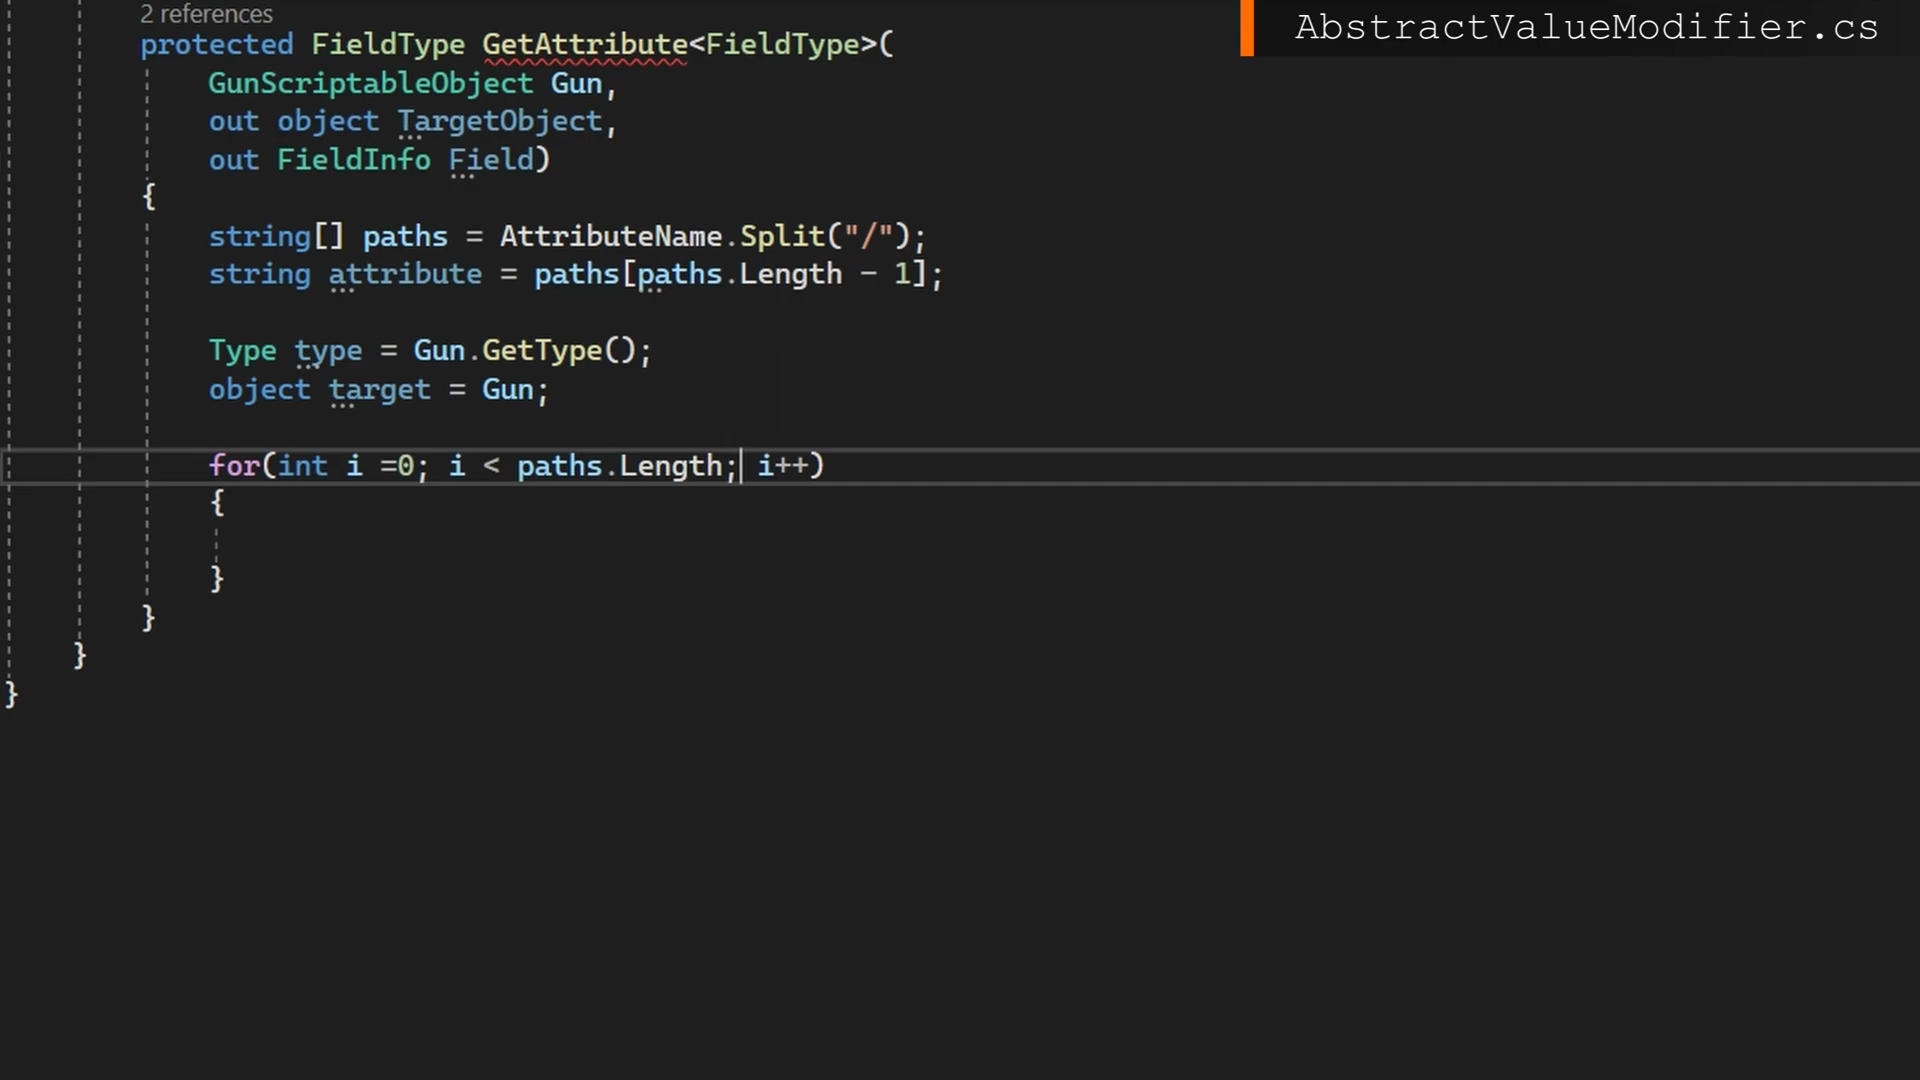 2 references
AbstractValueModifier.cs
protected FieldType GetAttribute<FieldType>(
GunScriptableObject Gun,
out object TargetObject,
out FieldInfo Field)
{
string[] paths = AttributeName.Split("/");
string attribute = paths[paths.Length - 1];
Type type = Gun.GetType();
object target = Gun;
for(int i =0; i < paths.Length; i++)
{
}
}
}
}